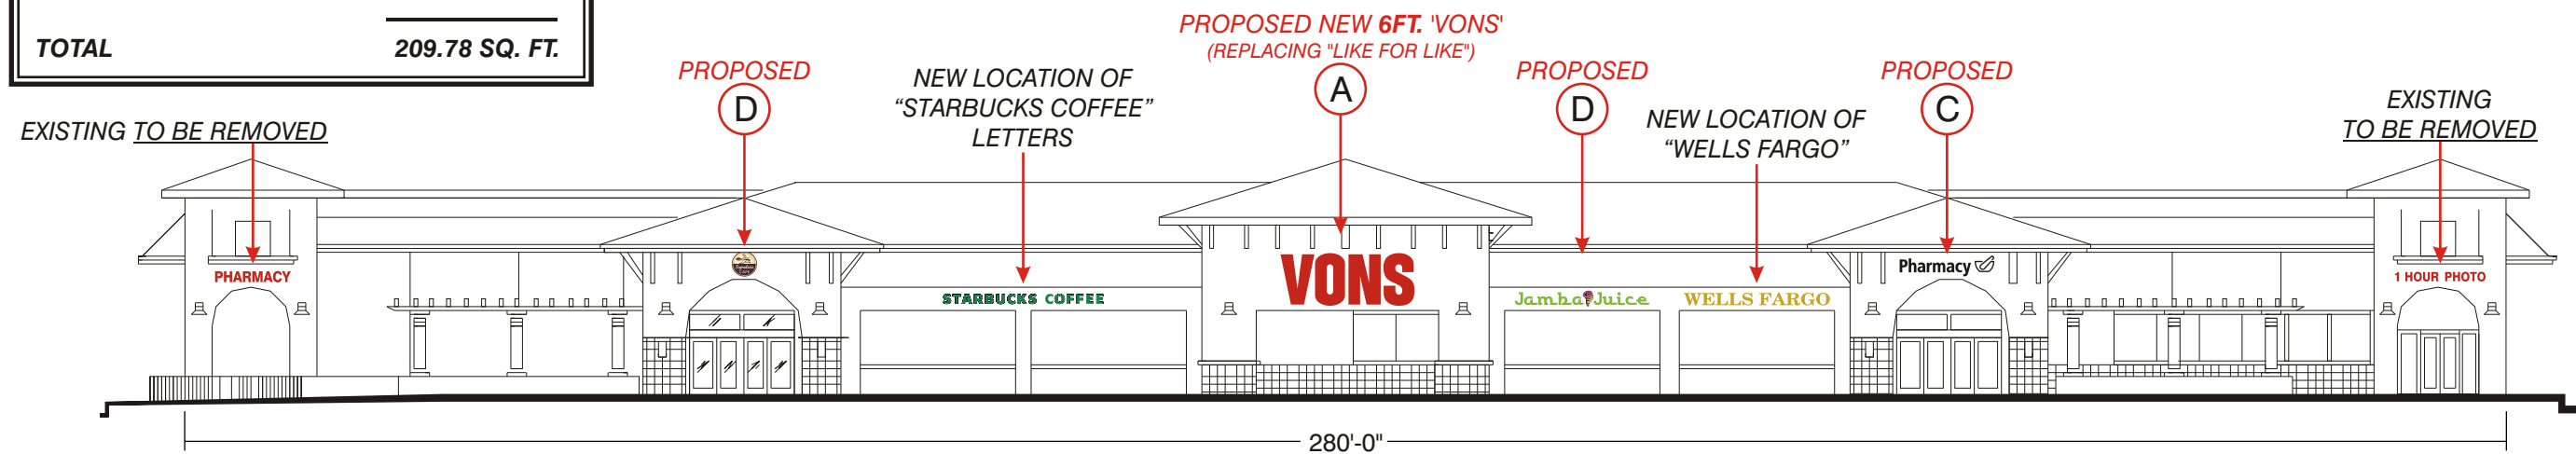 TOTAL 209.78 SQ. FT.
PROPOSED NEW 6FT. 'VONS'
(REPLACING "LIKE FOR LIKE")
A
PROPOSED
D
NEW LOCATION OF
“STARBUCKS COFFEE”
LETTERS
PROPOSED
D
NEW LOCATION OF
“WELLS FARGO”
PROPOSED
C
EXISTING
TO BE REMOVED
EXISTING TO BE REMOVED
PHARMACY
STARBUCKS COFFEE
VONS
Jamba Juice
WELLS FARGO
Pharmacy
1 HOUR PHOTO
280'-0"